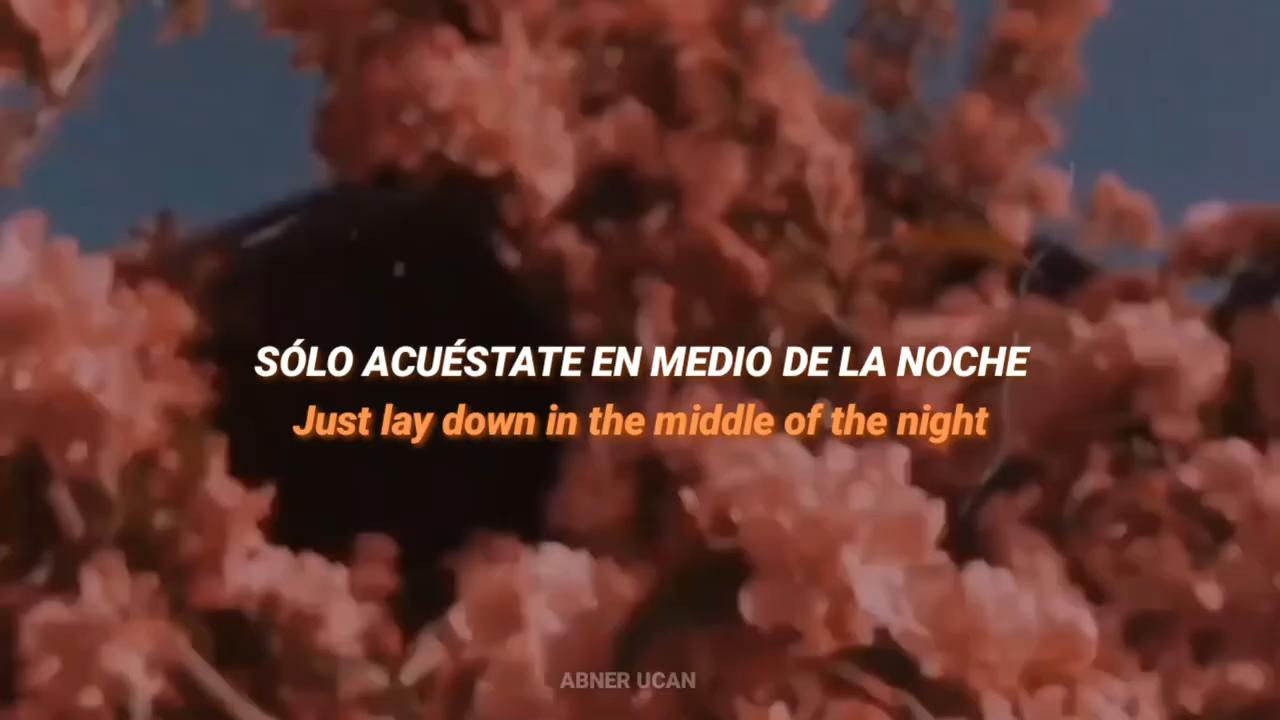 SÓLO ACUÉSTATE EN MEDIO DE LA NOCHE
Just lay down in the middle of the night
ABNER UCAN